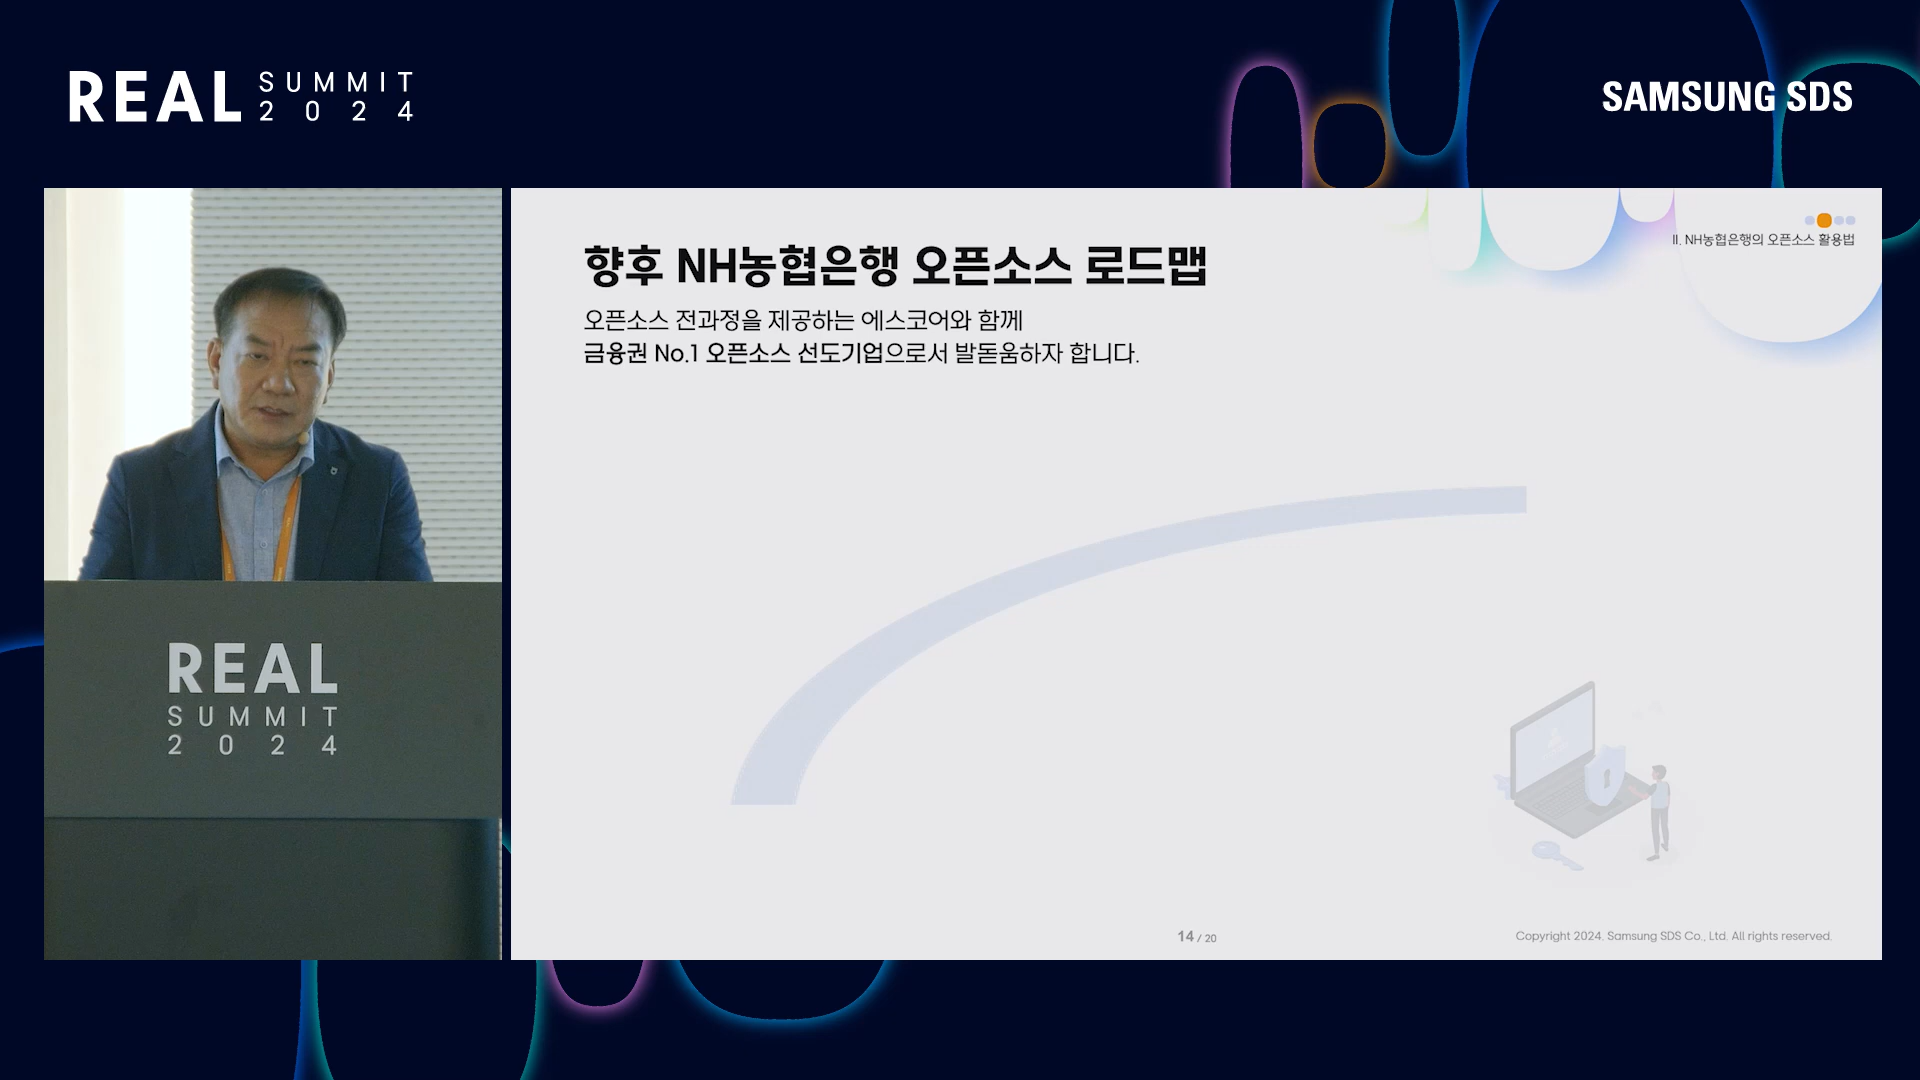 REAL SUMMIT 2024
SAMSUNG SDS
II. NH농협은행의 오픈소스 활용법
향후 NH농협은행 오픈소스 로드맵
오픈소스 전과정을 제공하는 에스코어와 함께
금융권 No.1 오픈소스 선도기업으로서 발돋움하자 합니다.
REAL
SUMMIT
2024
14 / 20
Copyright 2024. Samsung SDS Co., Ltd. All rights reserved.